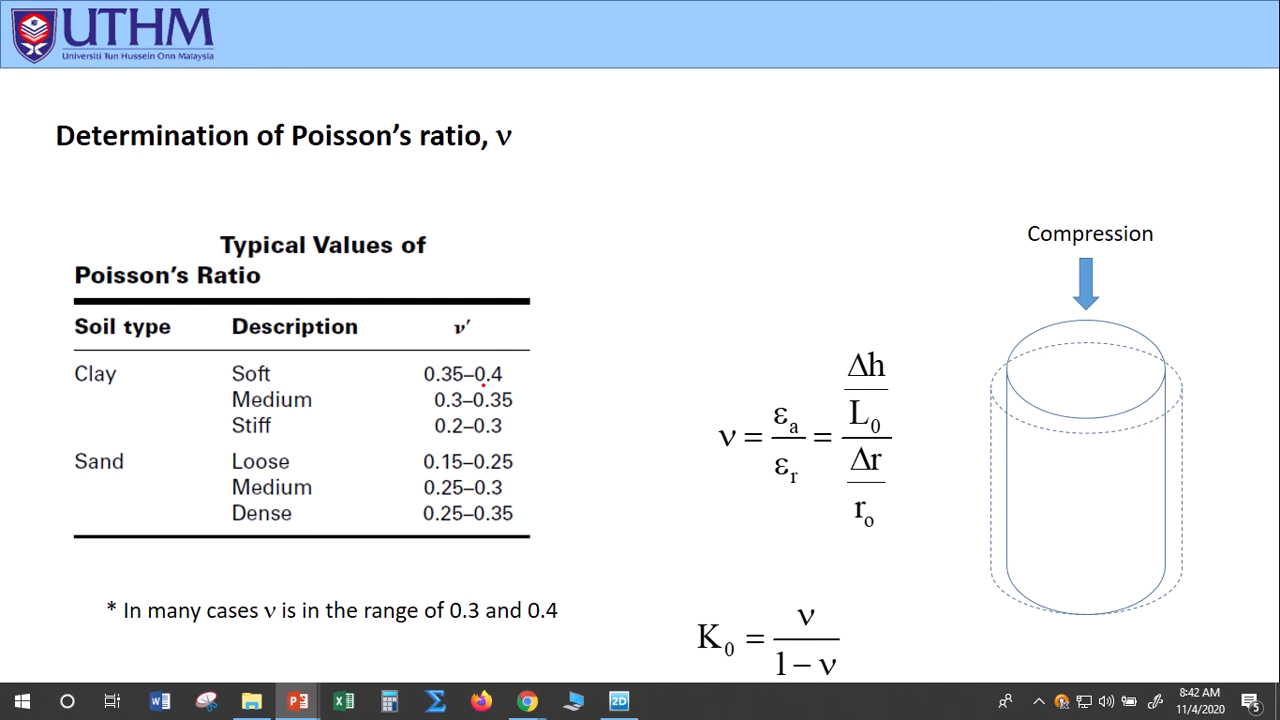 UTHM
Universiti Tun Hussein Onn Malaysia
Determination of Poisson's ratio, ν
Typical Values of
Poisson's Ratio
Soil type Description ν′
Clay Soft 0.35–0.4
Medium 0.3–0.35
Stiff 0.2–0.3
Sand Loose 0.15–0.25
Medium 0.25–0.3
Dense 0.25–0.35
* In many cases ν is in the range of 0.3 and 0.4
Compression
ν = εa / εr = (Δh / L0) / (Δr / ro)
K0 = ν / 1 − ν
8:42 AM
11/4/2020
5